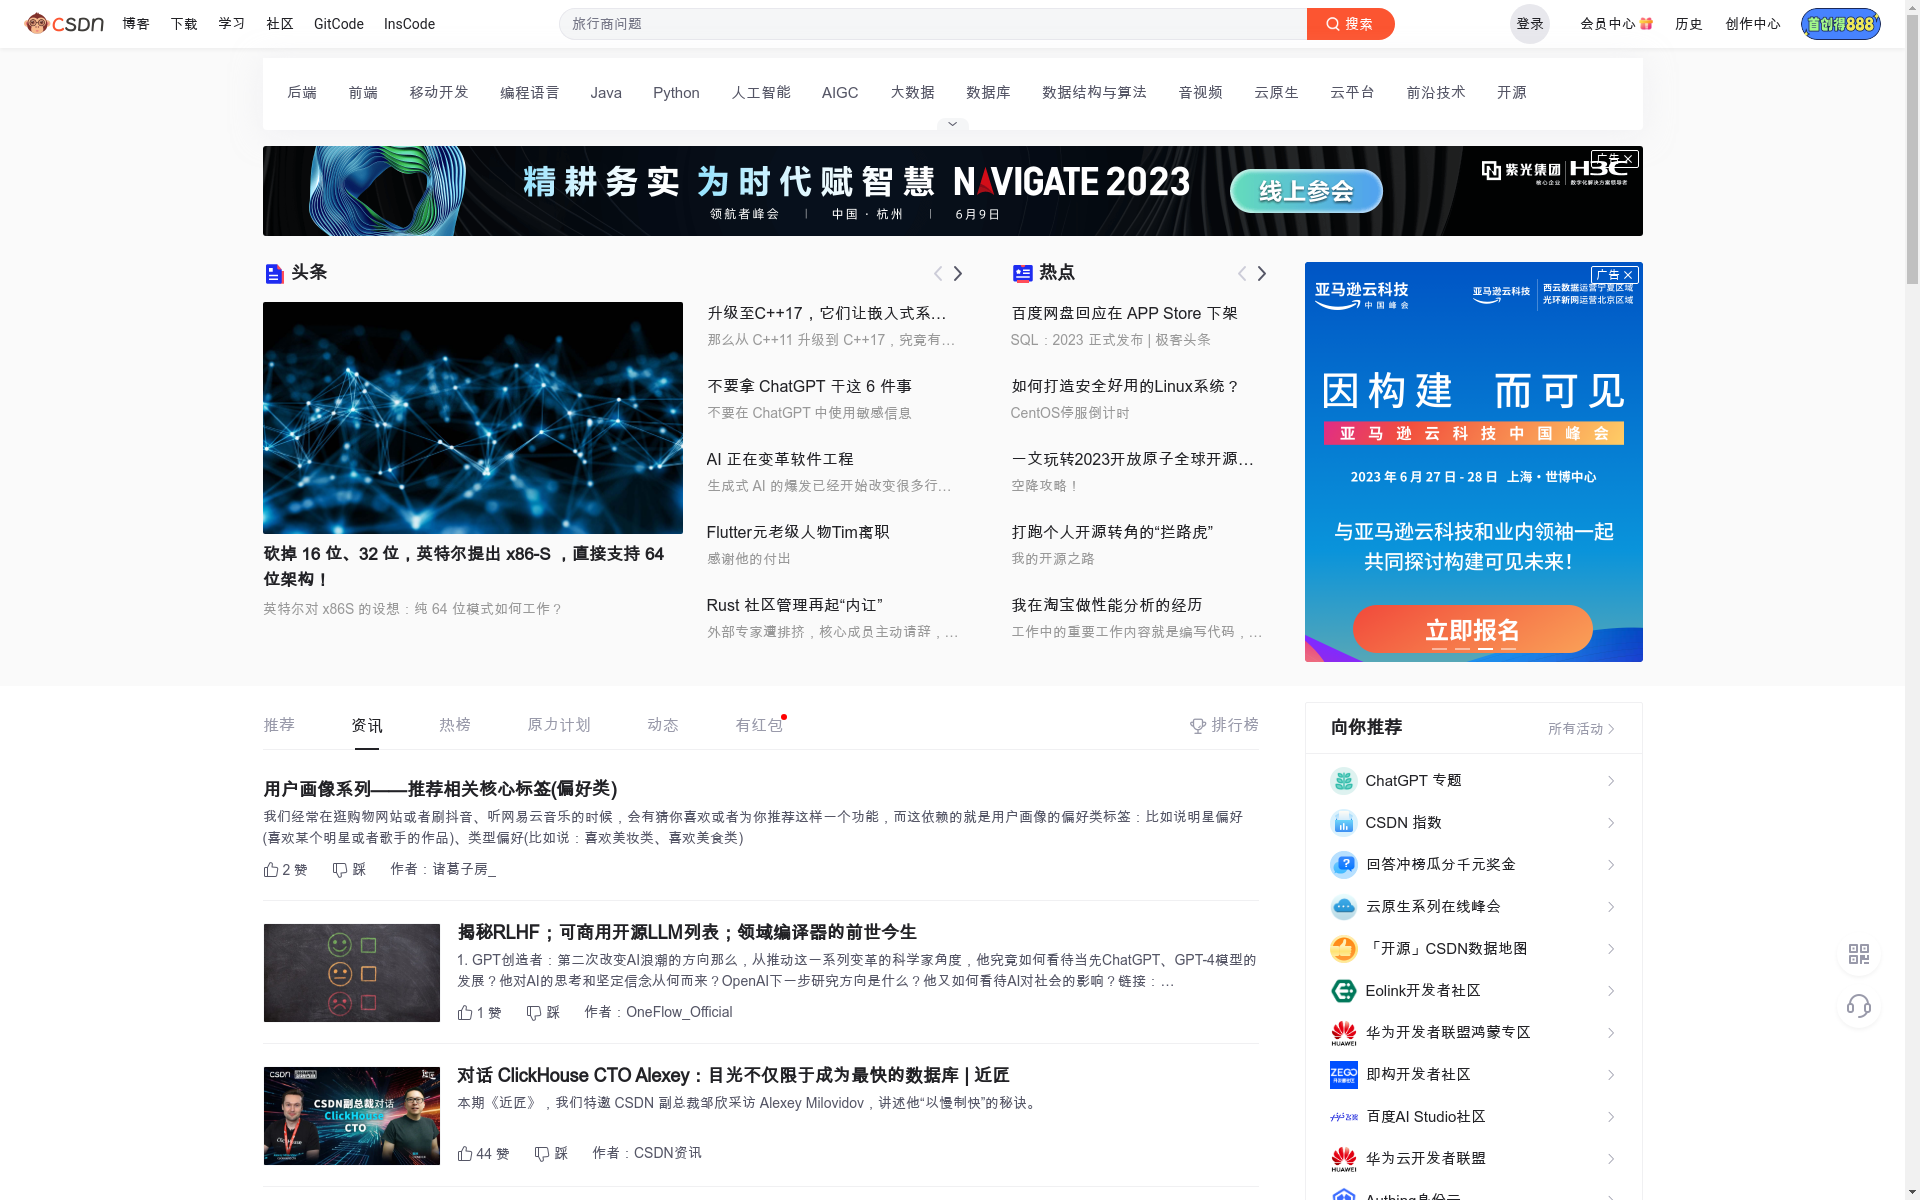 CSDN 博客 下载 学习 社区 GitCode InsCode 旅行商问题 搜索 登录 会员中心 历史 创作中心 首创得888
后端 前端 移动开发 编程语言 Java Python 人工智能 AIGC 大数据 数据库 数据结构与算法 音视频 云原生 云平台 前沿技术 开源
精耕务实 为时代赋智慧 NAVIGATE 2023 线上参会 紫光集团 H3C 广告
核心企业 数字化解决方案领导者
领航者峰会 | 中国·杭州 | 6月9日
头条
砍掉 16 位、32 位，英特尔提出 x86-S ，直接支持 64
位架构！
英特尔对 x86S 的设想：纯 64 位模式如何工作？
升级至C++17，它们让嵌入式系...
那么从 C++11 升级到 C++17，究竟有...
不要拿 ChatGPT 干这 6 件事
不要在 ChatGPT 中使用敏感信息
AI 正在变革软件工程
生成式 AI 的爆发已经开始改变很多行...
Flutter元老级人物Tim离职
感谢他的付出
Rust 社区管理再起“内讧”
外部专家遭排挤，核心成员主动请辞，...
热点
百度网盘回应在 APP Store 下架
SQL：2023 正式发布 | 极客头条
如何打造安全好用的Linux系统？
CentOS停服倒计时
一文玩转2023开放原子全球开源...
空降攻略！
打跑个人开源转角的“拦路虎”
我的开源之路
我在淘宝做性能分析的经历
工作中的重要工作内容就是编写代码，...
广告
亚马逊云科技 中国峰会
亚马逊云科技 西云数据运营宁夏区域
光环新网运营北京区域
因构建 而可见
亚马逊云科技中国峰会
2023 年 6 月 27 日 - 28 日 上海·世博中心
与亚马逊云科技和业内领袖一起
共同探讨构建可见未来！
立即报名
推荐 资讯 热榜 原力计划 动态 有红包 排行榜
用户画像系列——推荐相关核心标签(偏好类)
我们经常在逛购物网站或者刷抖音、听网易云音乐的时候，会有猜你喜欢或者为你推荐这样一个功能，而这依赖的就是用户画像的偏好类标签：比如说明星偏好
(喜欢某个明星或者歌手的作品)、类型偏好(比如说：喜欢美妆类、喜欢美食类)
2 赞 踩 作者：诸葛子房_
揭秘RLHF；可商用开源LLM列表；领域编译器的前世今生
1. GPT创造者：第二次改变AI浪潮的方向那么，从推动这一系列变革的科学家角度，他究竟如何看待当先ChatGPT、GPT-4模型的
发展？他对AI的思考和坚定信念从何而来？OpenAI下一步研究方向是什么？他又如何看待AI对社会的影响？链接：...
1 赞 踩 作者：OneFlow_Official
CSDN
CSDN副总裁对话
ClickHouse
CTO
对话 ClickHouse CTO Alexey：目光不仅限于成为最快的数据库 | 近匠
本期《近匠》，我们特邀 CSDN 副总裁邹欣采访 Alexey Milovidov，讲述他“以慢制快”的秘诀。
44 赞 踩 作者：CSDN资讯
向你推荐 所有活动
ChatGPT 专题
CSDN 指数
回答冲榜瓜分千元奖金
云原生系列在线峰会
「开源」CSDN数据地图
Eolink开发者社区
HUAWEI 华为开发者联盟鸿蒙专区
ZEGO 即构开发者社区
百度AI Studio社区
HUAWEI 华为云开发者联盟
Authing身份云